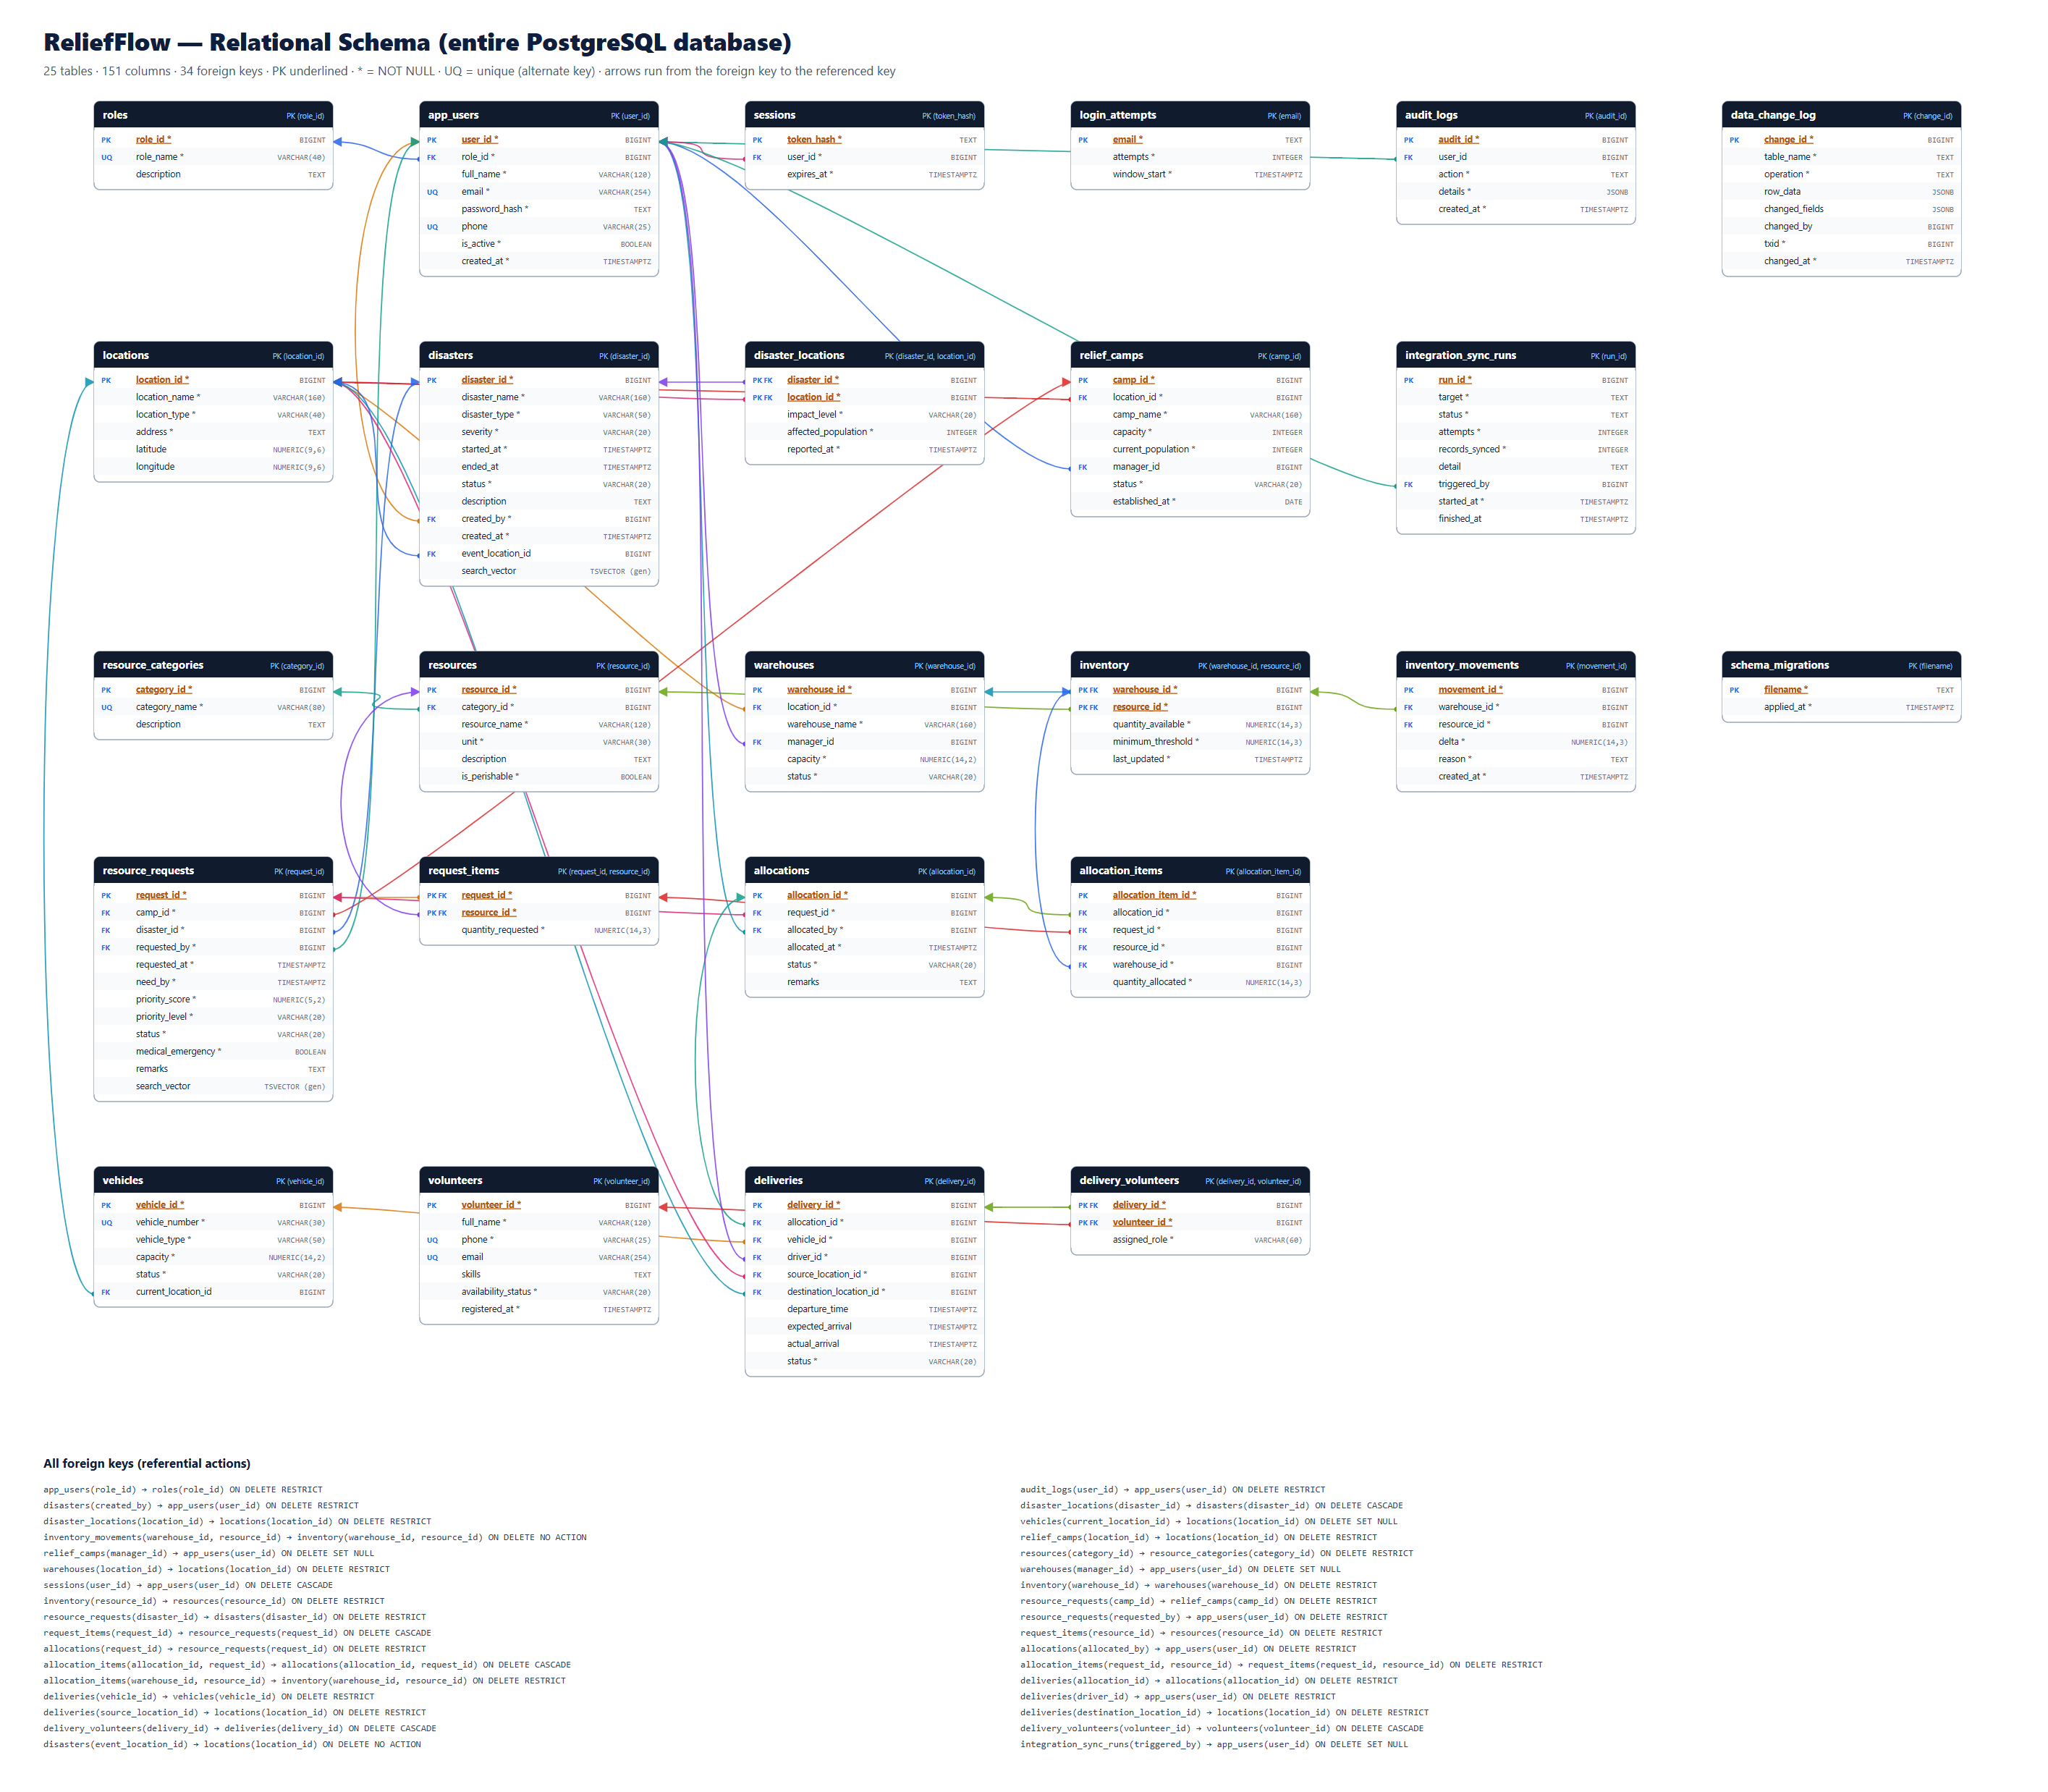 ReliefFlow — Relational Schema (entire PostgreSQL database)
25 tables · 151 columns · 34 foreign keys · PK underlined · * = NOT NULL · UQ = unique (alternate key) · arrows run from the foreign key to the referenced key
roles PK (role_id)
PK role_id * BIGINT
UQ role_name * VARCHAR(40)
description TEXT
app_users PK (user_id)
PK user_id * BIGINT
FK role_id * BIGINT
full_name * VARCHAR(120)
UQ email * VARCHAR(254)
password_hash * TEXT
UQ phone VARCHAR(25)
is_active * BOOLEAN
created_at * TIMESTAMPTZ
sessions PK (token_hash)
PK token_hash * TEXT
FK user_id * BIGINT
expires_at * TIMESTAMPTZ
login_attempts PK (email)
PK email * TEXT
attempts * INTEGER
window_start * TIMESTAMPTZ
audit_logs PK (audit_id)
PK audit_id * BIGINT
FK user_id BIGINT
action * TEXT
details * JSONB
created_at * TIMESTAMPTZ
data_change_log PK (change_id)
PK change_id * BIGINT
table_name * TEXT
operation * TEXT
row_data JSONB
changed_fields JSONB
changed_by BIGINT
txid * BIGINT
changed_at * TIMESTAMPTZ
locations PK (location_id)
PK location_id * BIGINT
location_name * VARCHAR(160)
location_type * VARCHAR(40)
address * TEXT
latitude NUMERIC(9,6)
longitude NUMERIC(9,6)
disasters PK (disaster_id)
PK disaster_id * BIGINT
disaster_name * VARCHAR(160)
disaster_type * VARCHAR(50)
severity * VARCHAR(20)
started_at * TIMESTAMPTZ
ended_at TIMESTAMPTZ
status * VARCHAR(20)
description TEXT
FK created_by * BIGINT
created_at * TIMESTAMPTZ
FK event_location_id BIGINT
search_vector TSVECTOR (gen)
disaster_locations PK (disaster_id, location_id)
PK FK disaster_id * BIGINT
PK FK location_id * BIGINT
impact_level * VARCHAR(20)
affected_population * INTEGER
reported_at * TIMESTAMPTZ
relief_camps PK (camp_id)
PK camp_id * BIGINT
FK location_id * BIGINT
camp_name * VARCHAR(160)
capacity * INTEGER
current_population * INTEGER
FK manager_id BIGINT
status * VARCHAR(20)
established_at * DATE
integration_sync_runs PK (run_id)
PK run_id * BIGINT
target * TEXT
status * TEXT
attempts * INTEGER
records_synced * INTEGER
detail TEXT
FK triggered_by BIGINT
started_at * TIMESTAMPTZ
finished_at TIMESTAMPTZ
resource_categories PK (category_id)
PK category_id * BIGINT
UQ category_name * VARCHAR(80)
description TEXT
resources PK (resource_id)
PK resource_id * BIGINT
FK category_id * BIGINT
resource_name * VARCHAR(120)
unit * VARCHAR(30)
description TEXT
is_perishable * BOOLEAN
warehouses PK (warehouse_id)
PK warehouse_id * BIGINT
FK location_id * BIGINT
warehouse_name * VARCHAR(160)
FK manager_id BIGINT
capacity * NUMERIC(14,2)
status * VARCHAR(20)
inventory PK (warehouse_id, resource_id)
PK FK warehouse_id * BIGINT
PK FK resource_id * BIGINT
quantity_available * NUMERIC(14,3)
minimum_threshold * NUMERIC(14,3)
last_updated * TIMESTAMPTZ
inventory_movements PK (movement_id)
PK movement_id * BIGINT
FK warehouse_id * BIGINT
FK resource_id * BIGINT
delta * NUMERIC(14,3)
reason * TEXT
created_at * TIMESTAMPTZ
schema_migrations PK (filename)
PK filename * TEXT
applied_at * TIMESTAMPTZ
resource_requests PK (request_id)
PK request_id * BIGINT
FK camp_id * BIGINT
FK disaster_id * BIGINT
FK requested_by * BIGINT
requested_at * TIMESTAMPTZ
need_by * TIMESTAMPTZ
priority_score * NUMERIC(5,2)
priority_level * VARCHAR(20)
status * VARCHAR(20)
medical_emergency * BOOLEAN
remarks TEXT
search_vector TSVECTOR (gen)
request_items PK (request_id, resource_id)
PK FK request_id * BIGINT
PK FK resource_id * BIGINT
quantity_requested * NUMERIC(14,3)
allocations PK (allocation_id)
PK allocation_id * BIGINT
FK request_id * BIGINT
FK allocated_by * BIGINT
allocated_at * TIMESTAMPTZ
status * VARCHAR(20)
remarks TEXT
allocation_items PK (allocation_item_id)
PK allocation_item_id * BIGINT
FK allocation_id * BIGINT
FK request_id * BIGINT
FK resource_id * BIGINT
FK warehouse_id * BIGINT
quantity_allocated * NUMERIC(14,3)
vehicles PK (vehicle_id)
PK vehicle_id * BIGINT
UQ vehicle_number * VARCHAR(30)
vehicle_type * VARCHAR(50)
capacity * NUMERIC(14,2)
status * VARCHAR(20)
FK current_location_id BIGINT
volunteers PK (volunteer_id)
PK volunteer_id * BIGINT
full_name * VARCHAR(120)
UQ phone * VARCHAR(25)
UQ email VARCHAR(254)
skills TEXT
availability_status * VARCHAR(20)
registered_at * TIMESTAMPTZ
deliveries PK (delivery_id)
PK delivery_id * BIGINT
FK allocation_id * BIGINT
FK vehicle_id * BIGINT
FK driver_id * BIGINT
FK source_location_id * BIGINT
FK destination_location_id * BIGINT
departure_time TIMESTAMPTZ
expected_arrival TIMESTAMPTZ
actual_arrival TIMESTAMPTZ
status * VARCHAR(20)
delivery_volunteers PK (delivery_id, volunteer_id)
PK FK delivery_id * BIGINT
PK FK volunteer_id * BIGINT
assigned_role * VARCHAR(60)
All foreign keys (referential actions)
app_users(role_id) → roles(role_id) ON DELETE RESTRICT
disasters(created_by) → app_users(user_id) ON DELETE RESTRICT
disaster_locations(location_id) → locations(location_id) ON DELETE RESTRICT
inventory_movements(warehouse_id, resource_id) → inventory(warehouse_id, resource_id) ON DELETE NO ACTION
relief_camps(manager_id) → app_users(user_id) ON DELETE SET NULL
warehouses(location_id) → locations(location_id) ON DELETE RESTRICT
sessions(user_id) → app_users(user_id) ON DELETE CASCADE
inventory(resource_id) → resources(resource_id) ON DELETE RESTRICT
resource_requests(disaster_id) → disasters(disaster_id) ON DELETE RESTRICT
request_items(request_id) → resource_requests(request_id) ON DELETE CASCADE
allocations(request_id) → resource_requests(request_id) ON DELETE RESTRICT
allocation_items(allocation_id, request_id) → allocations(allocation_id, request_id) ON DELETE CASCADE
allocation_items(warehouse_id, resource_id) → inventory(warehouse_id, resource_id) ON DELETE RESTRICT
deliveries(vehicle_id) → vehicles(vehicle_id) ON DELETE RESTRICT
deliveries(source_location_id) → locations(location_id) ON DELETE RESTRICT
delivery_volunteers(delivery_id) → deliveries(delivery_id) ON DELETE CASCADE
disasters(event_location_id) → locations(location_id) ON DELETE NO ACTION
audit_logs(user_id) → app_users(user_id) ON DELETE RESTRICT
disaster_locations(disaster_id) → disasters(disaster_id) ON DELETE CASCADE
vehicles(current_location_id) → locations(location_id) ON DELETE SET NULL
relief_camps(location_id) → locations(location_id) ON DELETE RESTRICT
resources(category_id) → resource_categories(category_id) ON DELETE RESTRICT
warehouses(manager_id) → app_users(user_id) ON DELETE SET NULL
inventory(warehouse_id) → warehouses(warehouse_id) ON DELETE RESTRICT
resource_requests(camp_id) → relief_camps(camp_id) ON DELETE RESTRICT
resource_requests(requested_by) → app_users(user_id) ON DELETE RESTRICT
request_items(resource_id) → resources(resource_id) ON DELETE RESTRICT
allocations(allocated_by) → app_users(user_id) ON DELETE RESTRICT
allocation_items(request_id, resource_id) → request_items(request_id, resource_id) ON DELETE RESTRICT
deliveries(allocation_id) → allocations(allocation_id) ON DELETE RESTRICT
deliveries(driver_id) → app_users(user_id) ON DELETE RESTRICT
deliveries(destination_location_id) → locations(location_id) ON DELETE RESTRICT
delivery_volunteers(volunteer_id) → volunteers(volunteer_id) ON DELETE CASCADE
integration_sync_runs(triggered_by) → app_users(user_id) ON DELETE SET NULL